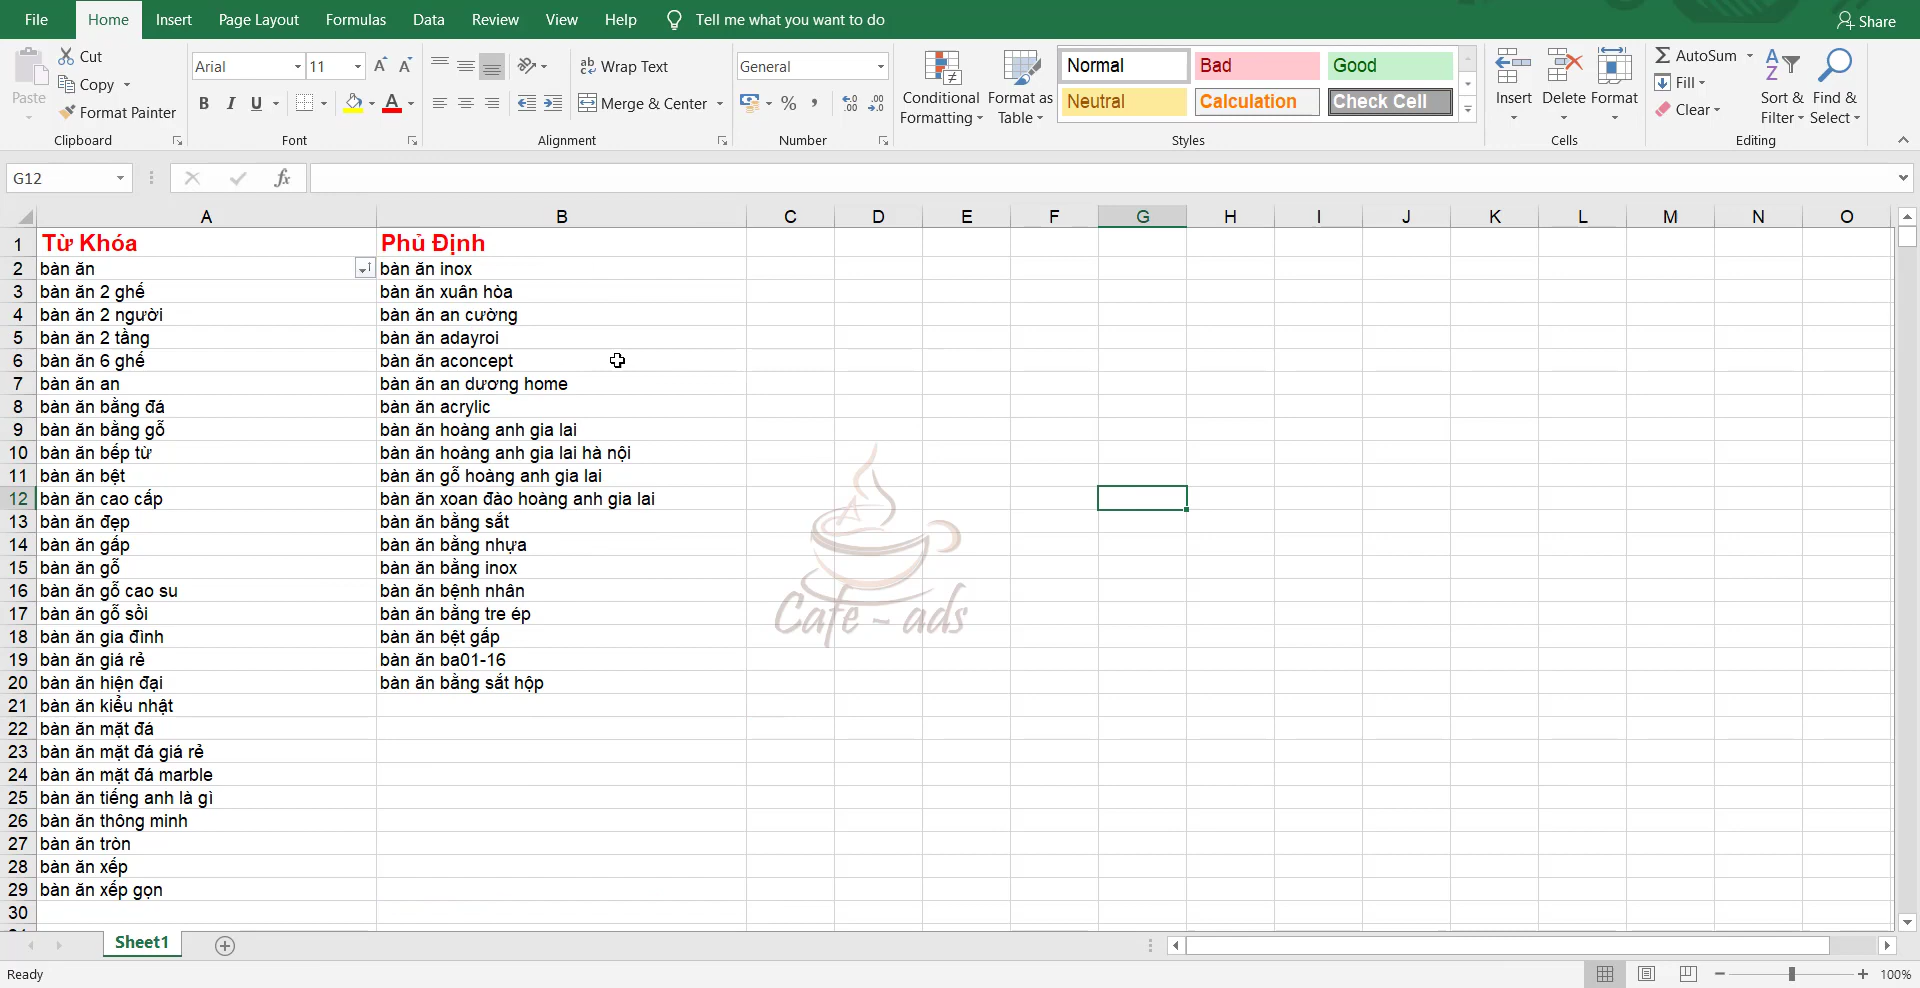 File Home Insert Page Layout Formulas Data Review View Help Tell me what you want to do Share
Paste
Cut
Copy
Format Painter
Clipboard
Arial 11
B I U
Font
Wrap Text
Merge & Center
Alignment
General
Number
Conditional Formatting
Format as Table
Normal Bad Good
Neutral Calculation Check Cell
Styles
Insert Delete Format
Cells
AutoSum
Fill
Clear
Sort & Filter
Find & Select
Editing
G12
fx
A B C D E F G H I J K L M N O
1 Từ Khóa Phủ Định
2 bàn ăn bàn ăn inox
3 bàn ăn 2 ghế bàn ăn xuân hòa
4 bàn ăn 2 người bàn ăn an cường
5 bàn ăn 2 tầng bàn ăn adayroi
6 bàn ăn 6 ghế bàn ăn aconcept
7 bàn ăn an bàn ăn an dương home
8 bàn ăn bằng đá bàn ăn acrylic
9 bàn ăn bằng gỗ bàn ăn hoàng anh gia lai
10 bàn ăn bếp từ bàn ăn hoàng anh gia lai hà nội
11 bàn ăn bệt bàn ăn gỗ hoàng anh gia lai
12 bàn ăn cao cấp bàn ăn xoan đào hoàng anh gia lai
13 bàn ăn đẹp bàn ăn bằng sắt
14 bàn ăn gấp bàn ăn bằng nhựa
15 bàn ăn gỗ bàn ăn bằng inox
16 bàn ăn gỗ cao su bàn ăn bệnh nhân
17 bàn ăn gỗ sồi bàn ăn bằng tre ép
18 bàn ăn gia đình bàn ăn bệt gấp
19 bàn ăn giá rẻ bàn ăn ba01-16
20 bàn ăn hiện đại bàn ăn bằng sắt hộp
21 bàn ăn kiểu nhật
22 bàn ăn mặt đá
23 bàn ăn mặt đá giá rẻ
24 bàn ăn mặt đá marble
25 bàn ăn tiếng anh là gì
26 bàn ăn thông minh
27 bàn ăn tròn
28 bàn ăn xếp
29 bàn ăn xếp gọn
30
Cafe - ads
Sheet1
Ready
100%